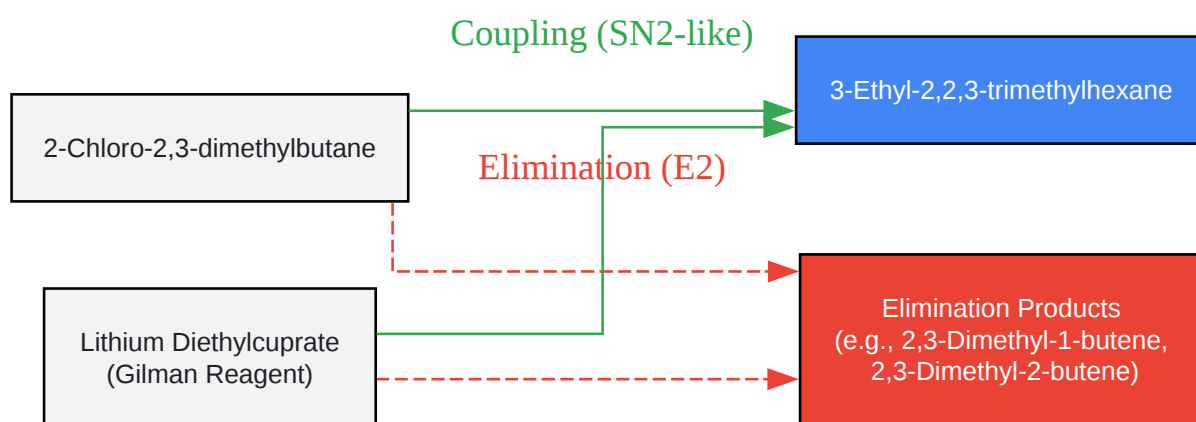 Coupling (SN2-like)
3-Ethyl-2,2,3-trimethylhexane
2-Chloro-2,3-dimethylbutane
Elimination (E2)
Lithium Diethylcuprate
(Gilman Reagent)
Elimination Products
(e.g., 2,3-Dimethyl-1-butene,
2,3-Dimethyl-2-butene)